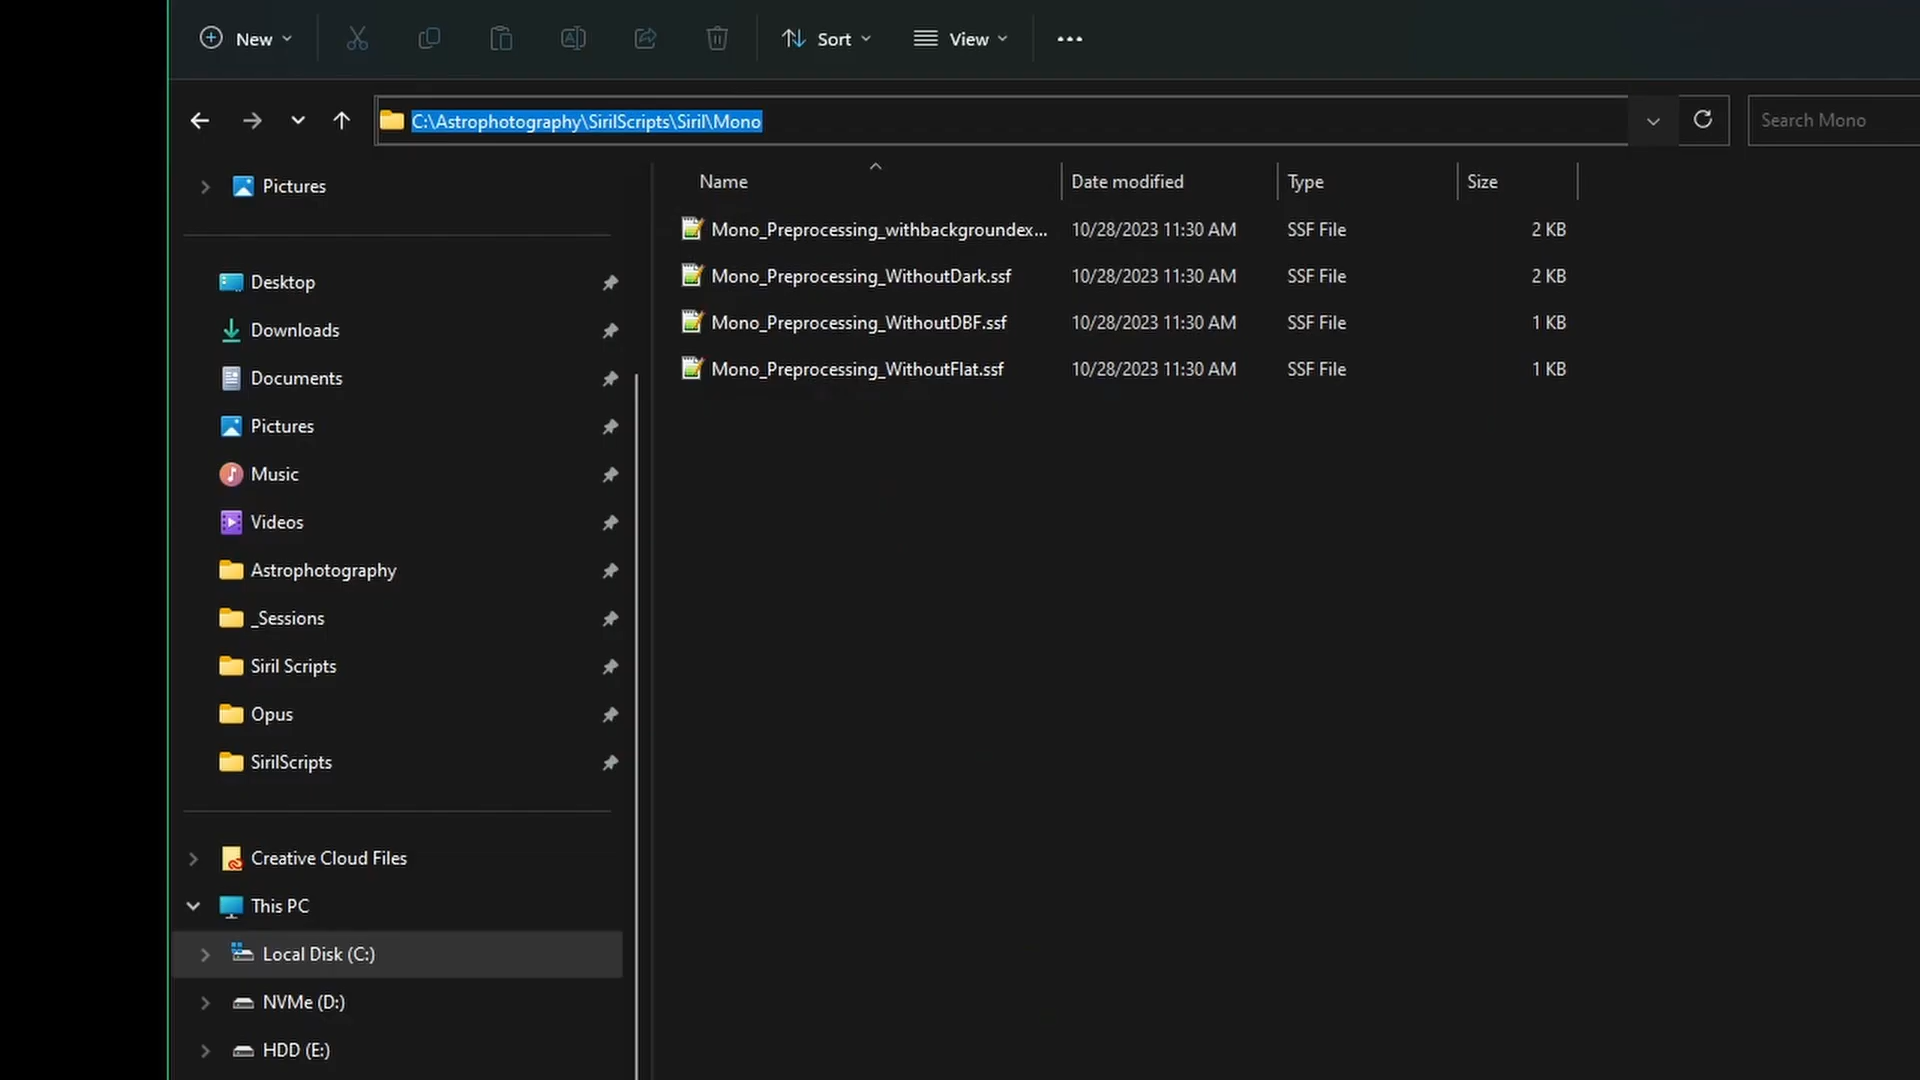 New
Sort
View
C:\Astrophotography\SirilScripts\Siril\Mono
Search Mono
Pictures
Desktop
Downloads
Documents
Pictures
Music
Videos
Astrophotography
_Sessions
Siril Scripts
Opus
SirilScripts
Creative Cloud Files
This PC
Local Disk (C:)
NVMe (D:)
HDD (E:)
Name Date modified Type Size
Mono_Preprocessing_withbackgroundex... 10/28/2023 11:30 AM SSF File 2 KB
Mono_Preprocessing_WithoutDark.ssf 10/28/2023 11:30 AM SSF File 2 KB
Mono_Preprocessing_WithoutDBF.ssf 10/28/2023 11:30 AM SSF File 1 KB
Mono_Preprocessing_WithoutFlat.ssf 10/28/2023 11:30 AM SSF File 1 KB